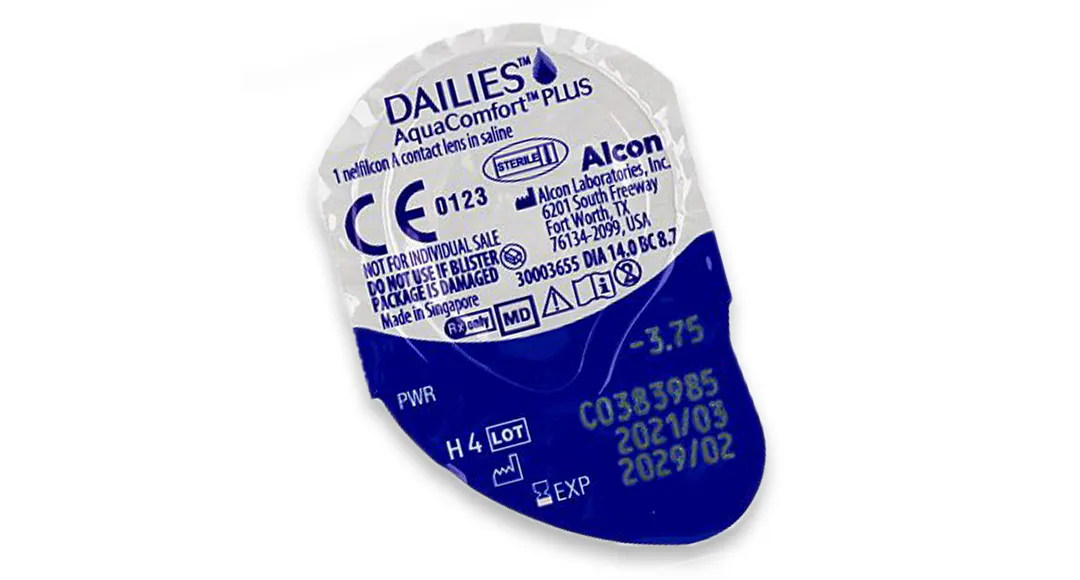 DAILIES™
AquaComfort™ PLUS
1 nelfilcon A contact lens in saline
STERILE
Alcon
CE 0123
Alcon Laboratories, Inc.
6201 South Freeway
Fort Worth, TX
76134-2099, USA
NOT FOR INDIVIDUAL SALE
DO NOT USE IF BLISTER
PACKAGE IS DAMAGED
30003655 DIA 14.0 BC 8.7
Made in Singapore
Rx only
MD
PWR -3.75
H 4 LOT C0383985
2021/03
EXP 2029/02